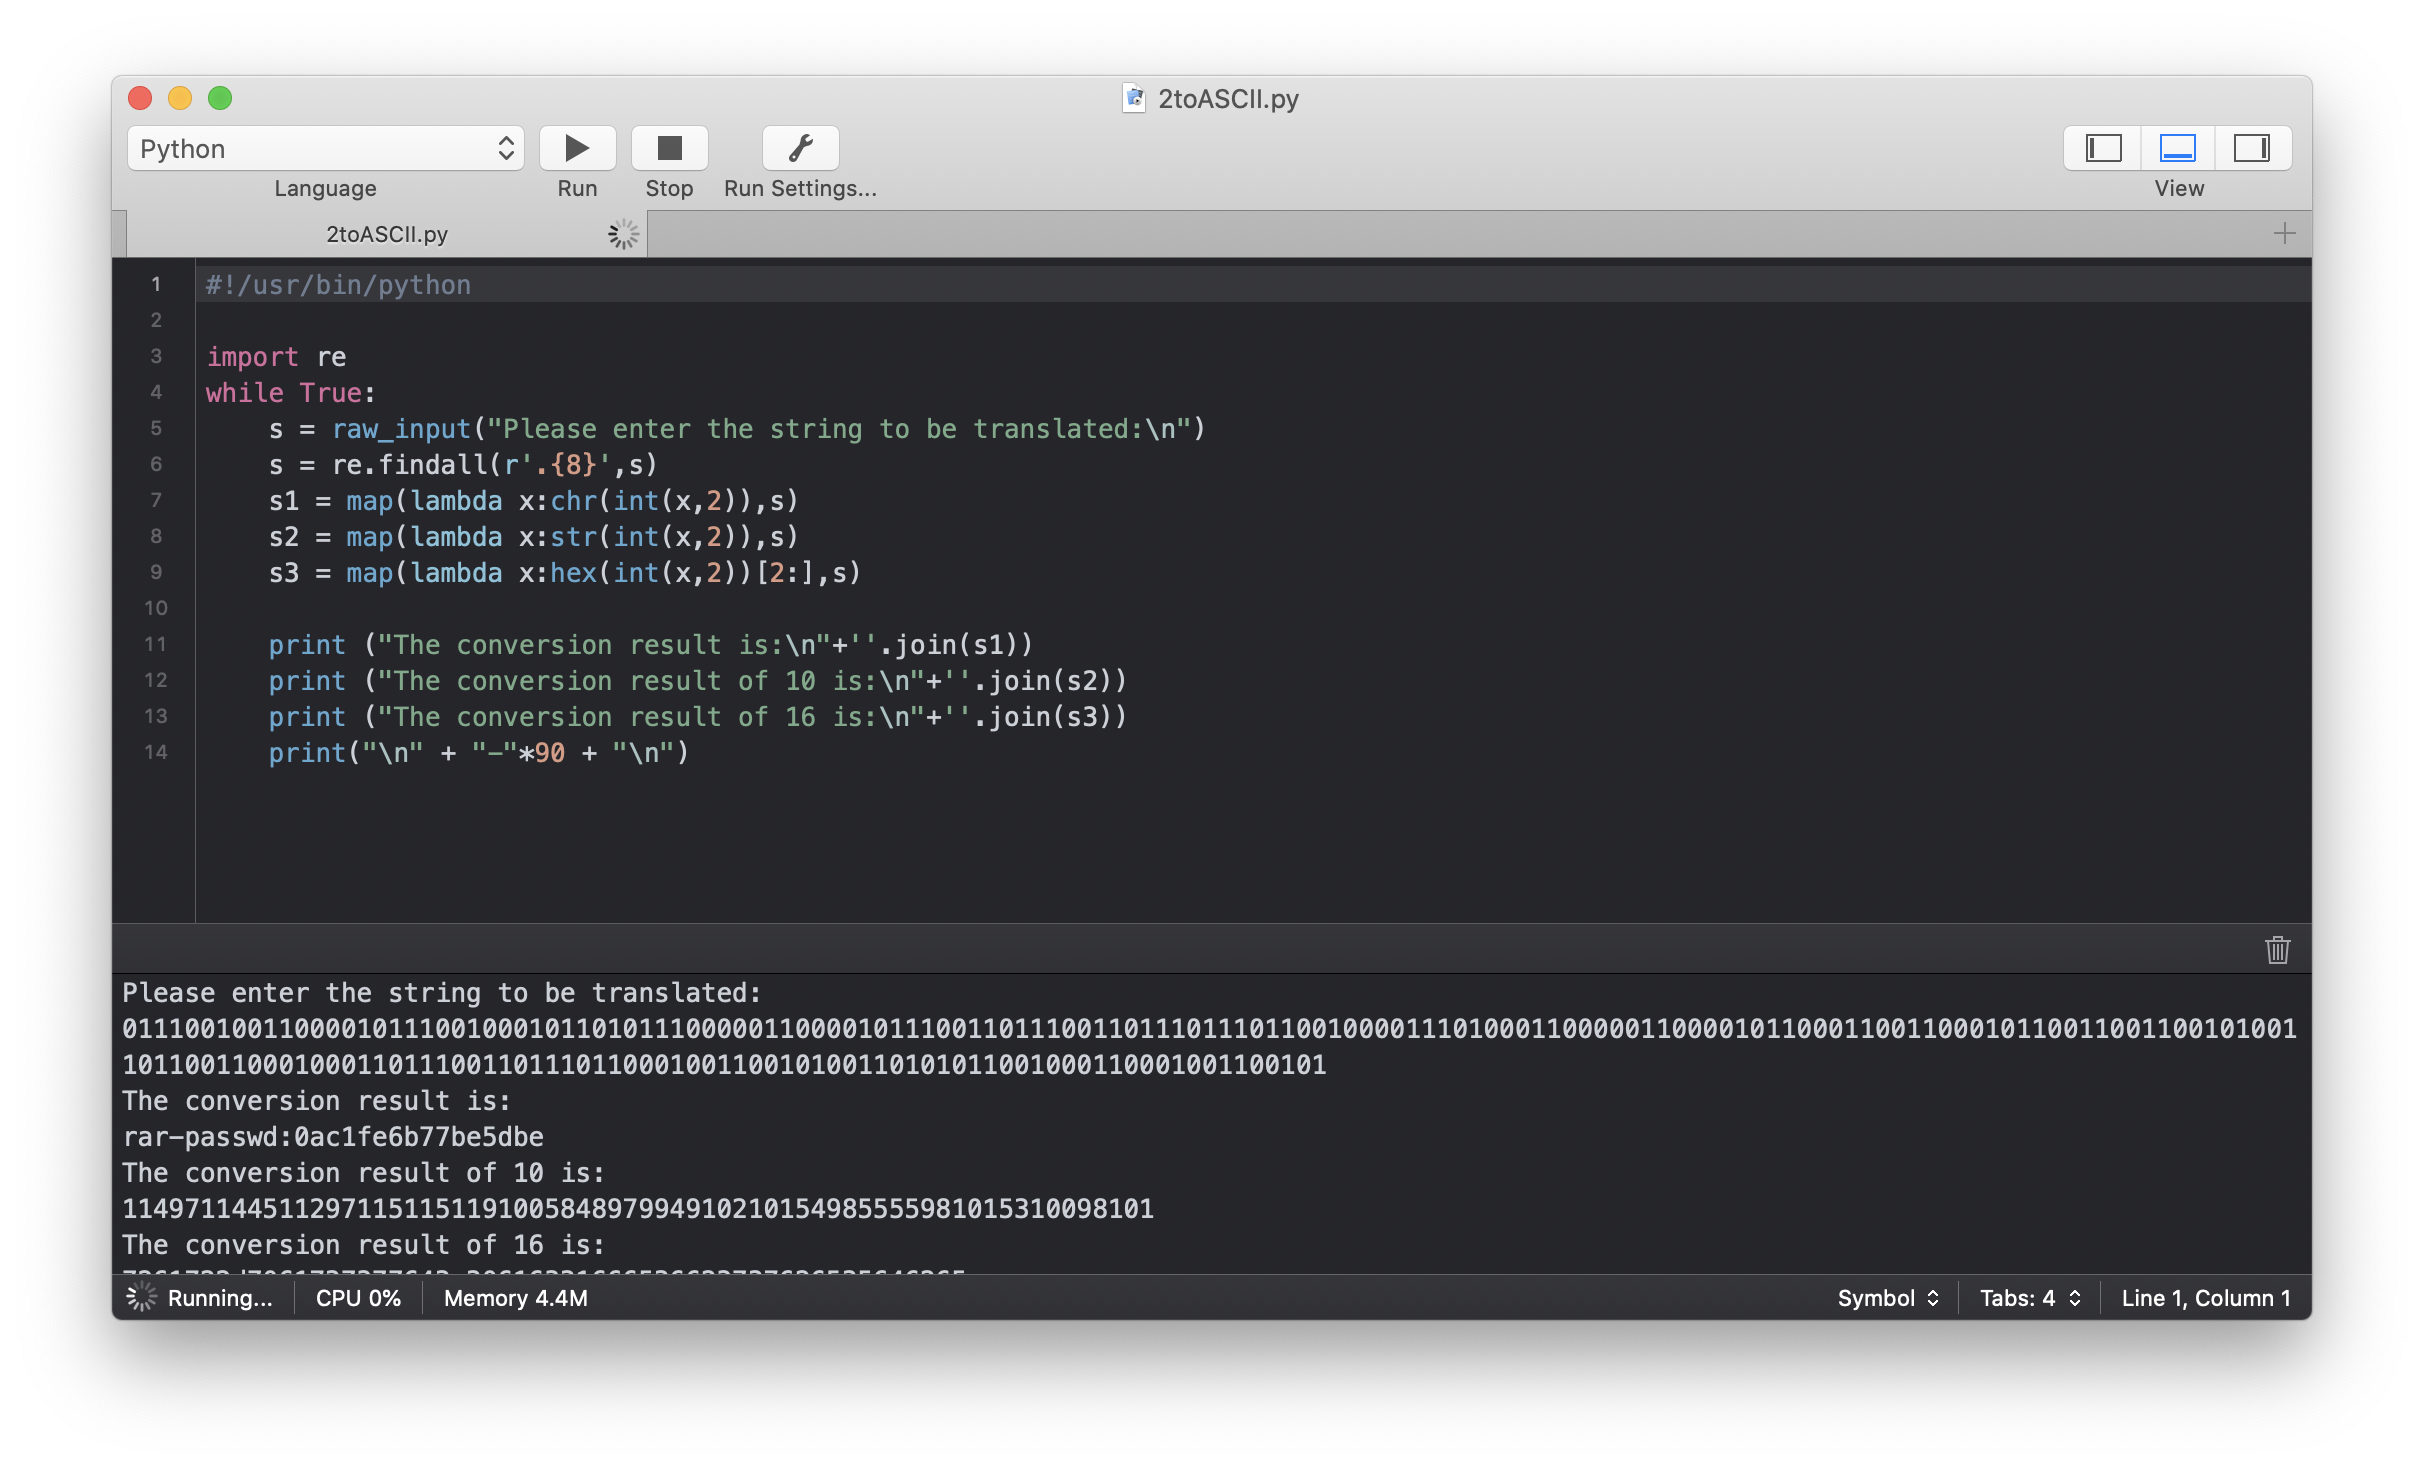 2toASCII.py
Python
Language
Run
Stop
Run Settings...
View
2toASCII.py
1 #!/usr/bin/python
2
3 import re
4 while True:
5     s = raw_input("Please enter the string to be translated:\n")
6     s = re.findall(r'.{8}',s)
7     s1 = map(lambda x:chr(int(x,2)),s)
8     s2 = map(lambda x:str(int(x,2)),s)
9     s3 = map(lambda x:hex(int(x,2))[2:],s)
10
11     print ("The conversion result is:\n"+''.join(s1))
12     print ("The conversion result of 10 is:\n"+''.join(s2))
13     print ("The conversion result of 16 is:\n"+''.join(s3))
14     print("\n" + "-"*90 + "\n")
Please enter the string to be translated:
0111001001100001011100100010110101110000011000010111001101110011011101110110010000111010001100000110000101100011001100010110011001100101001
10110011000100011011100110111011000100110010100110101011001000110001001100101
The conversion result is:
rar-passwd:0ac1fe6b77be5dbe
The conversion result of 10 is:
114971144511297115115119100584897994910210154985555981015310098101
The conversion result of 16 is:
Running...
CPU 0%
Memory 4.4M
Symbol
Tabs: 4
Line 1, Column 1